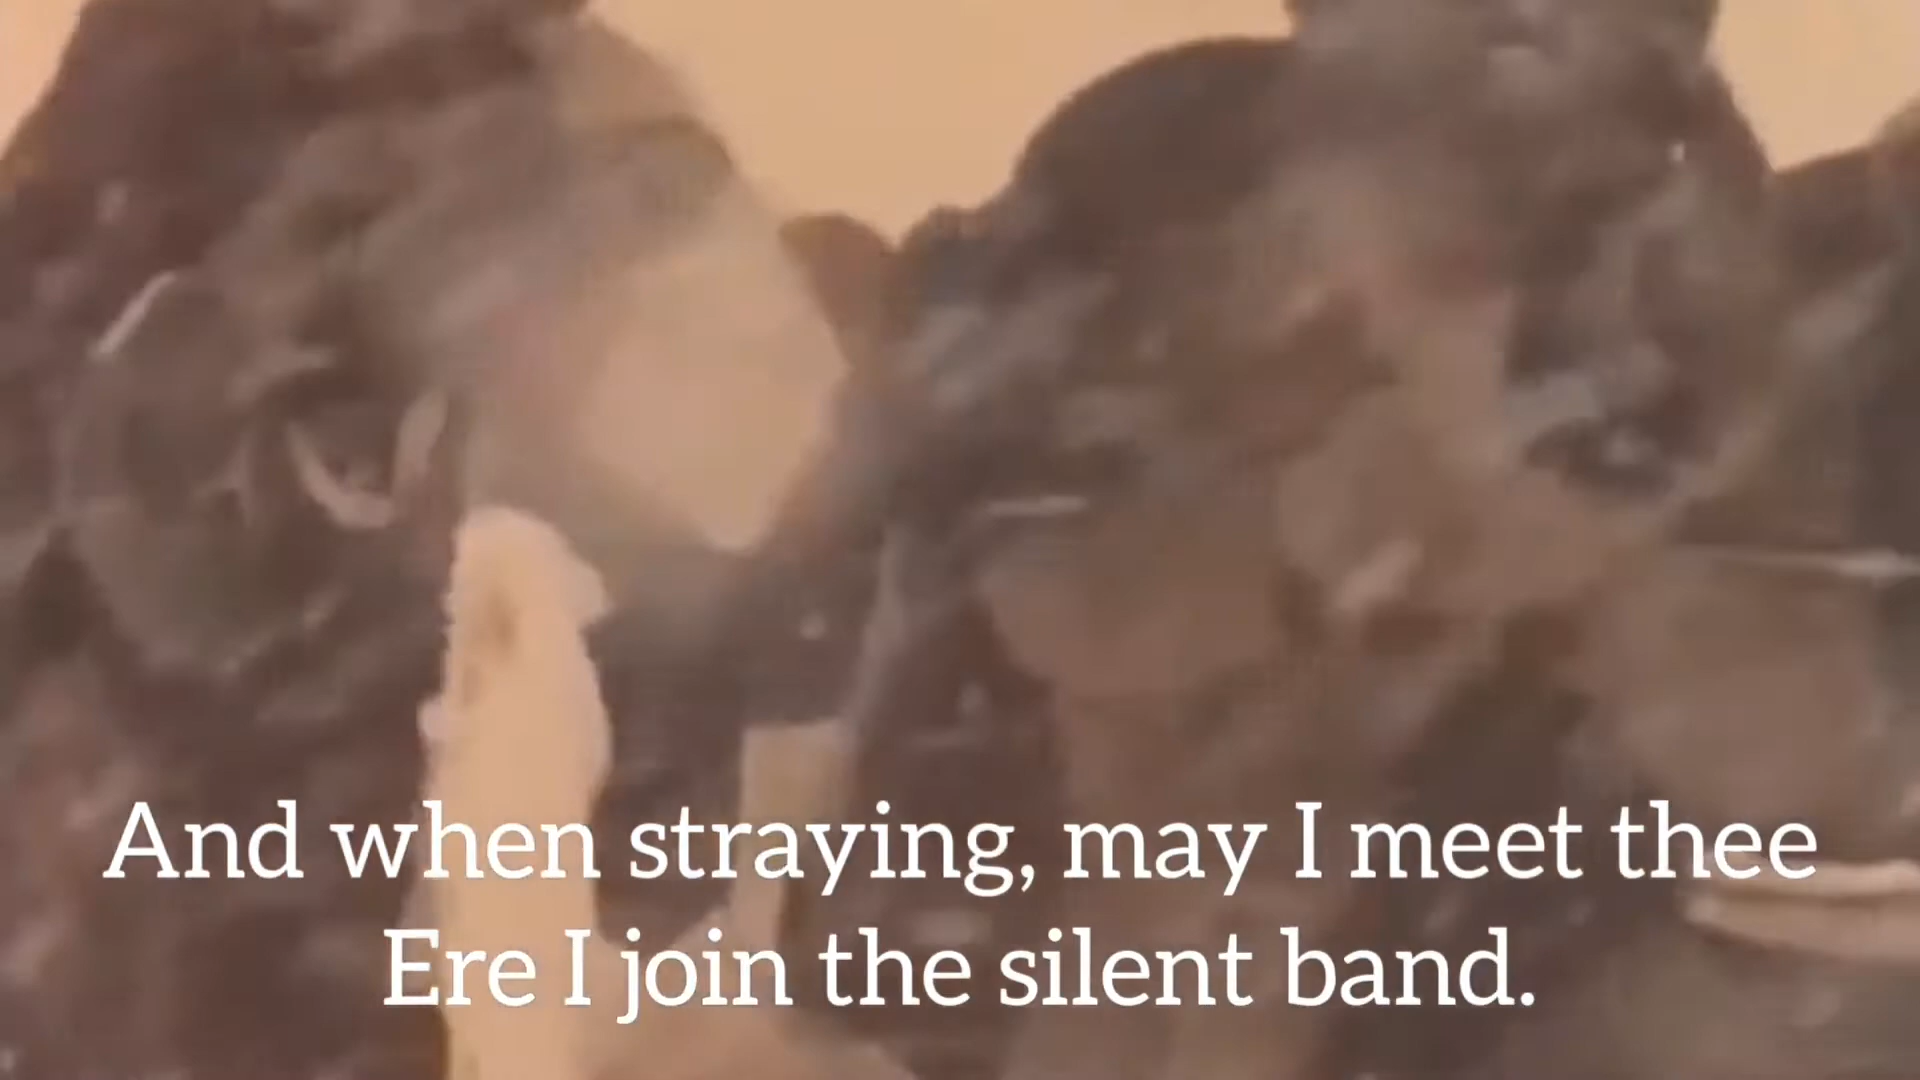 And when straying, may I meet thee
Ere I join the silent band.